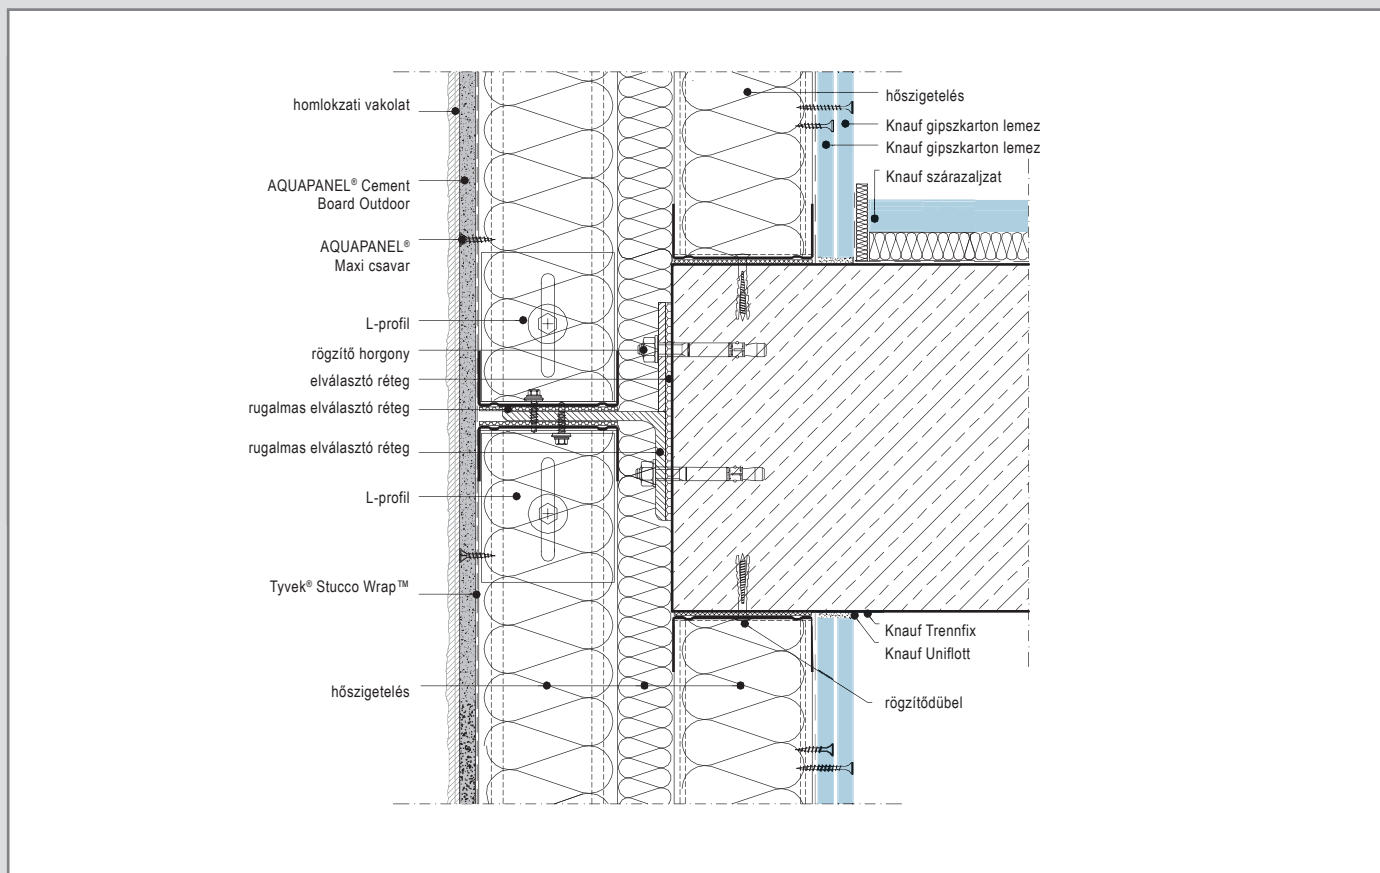 homlokzati vakolat
AQUAPANEL® Cement
Board Outdoor
AQUAPANEL®
Maxi csavar
L-profil
rögzítő horgony
elválasztó réteg
rugalmas elválasztó réteg
rugalmas elválasztó réteg
L-profil
Tyvek® Stucco Wrap™
hőszigetelés
hőszigetelés
Knauf gipszkarton lemez
Knauf gipszkarton lemez
Knauf szárazaljzat
Knauf Trennfix
Knauf Uniflott
rögzítődübel